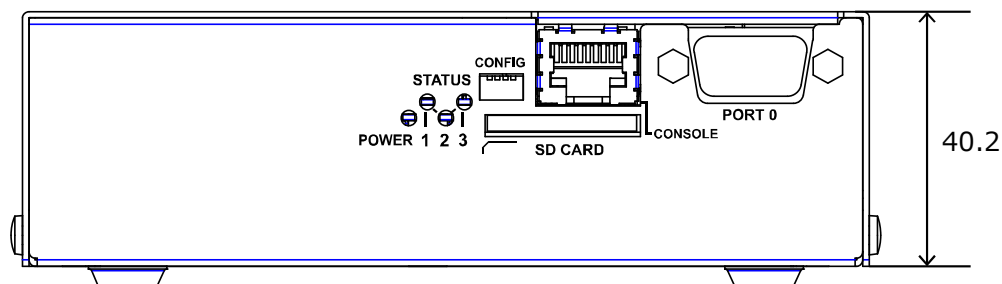 CONFIG
STATUS
POWER 1 2 3
CONSOLE
SD CARD
PORT 0
40.2